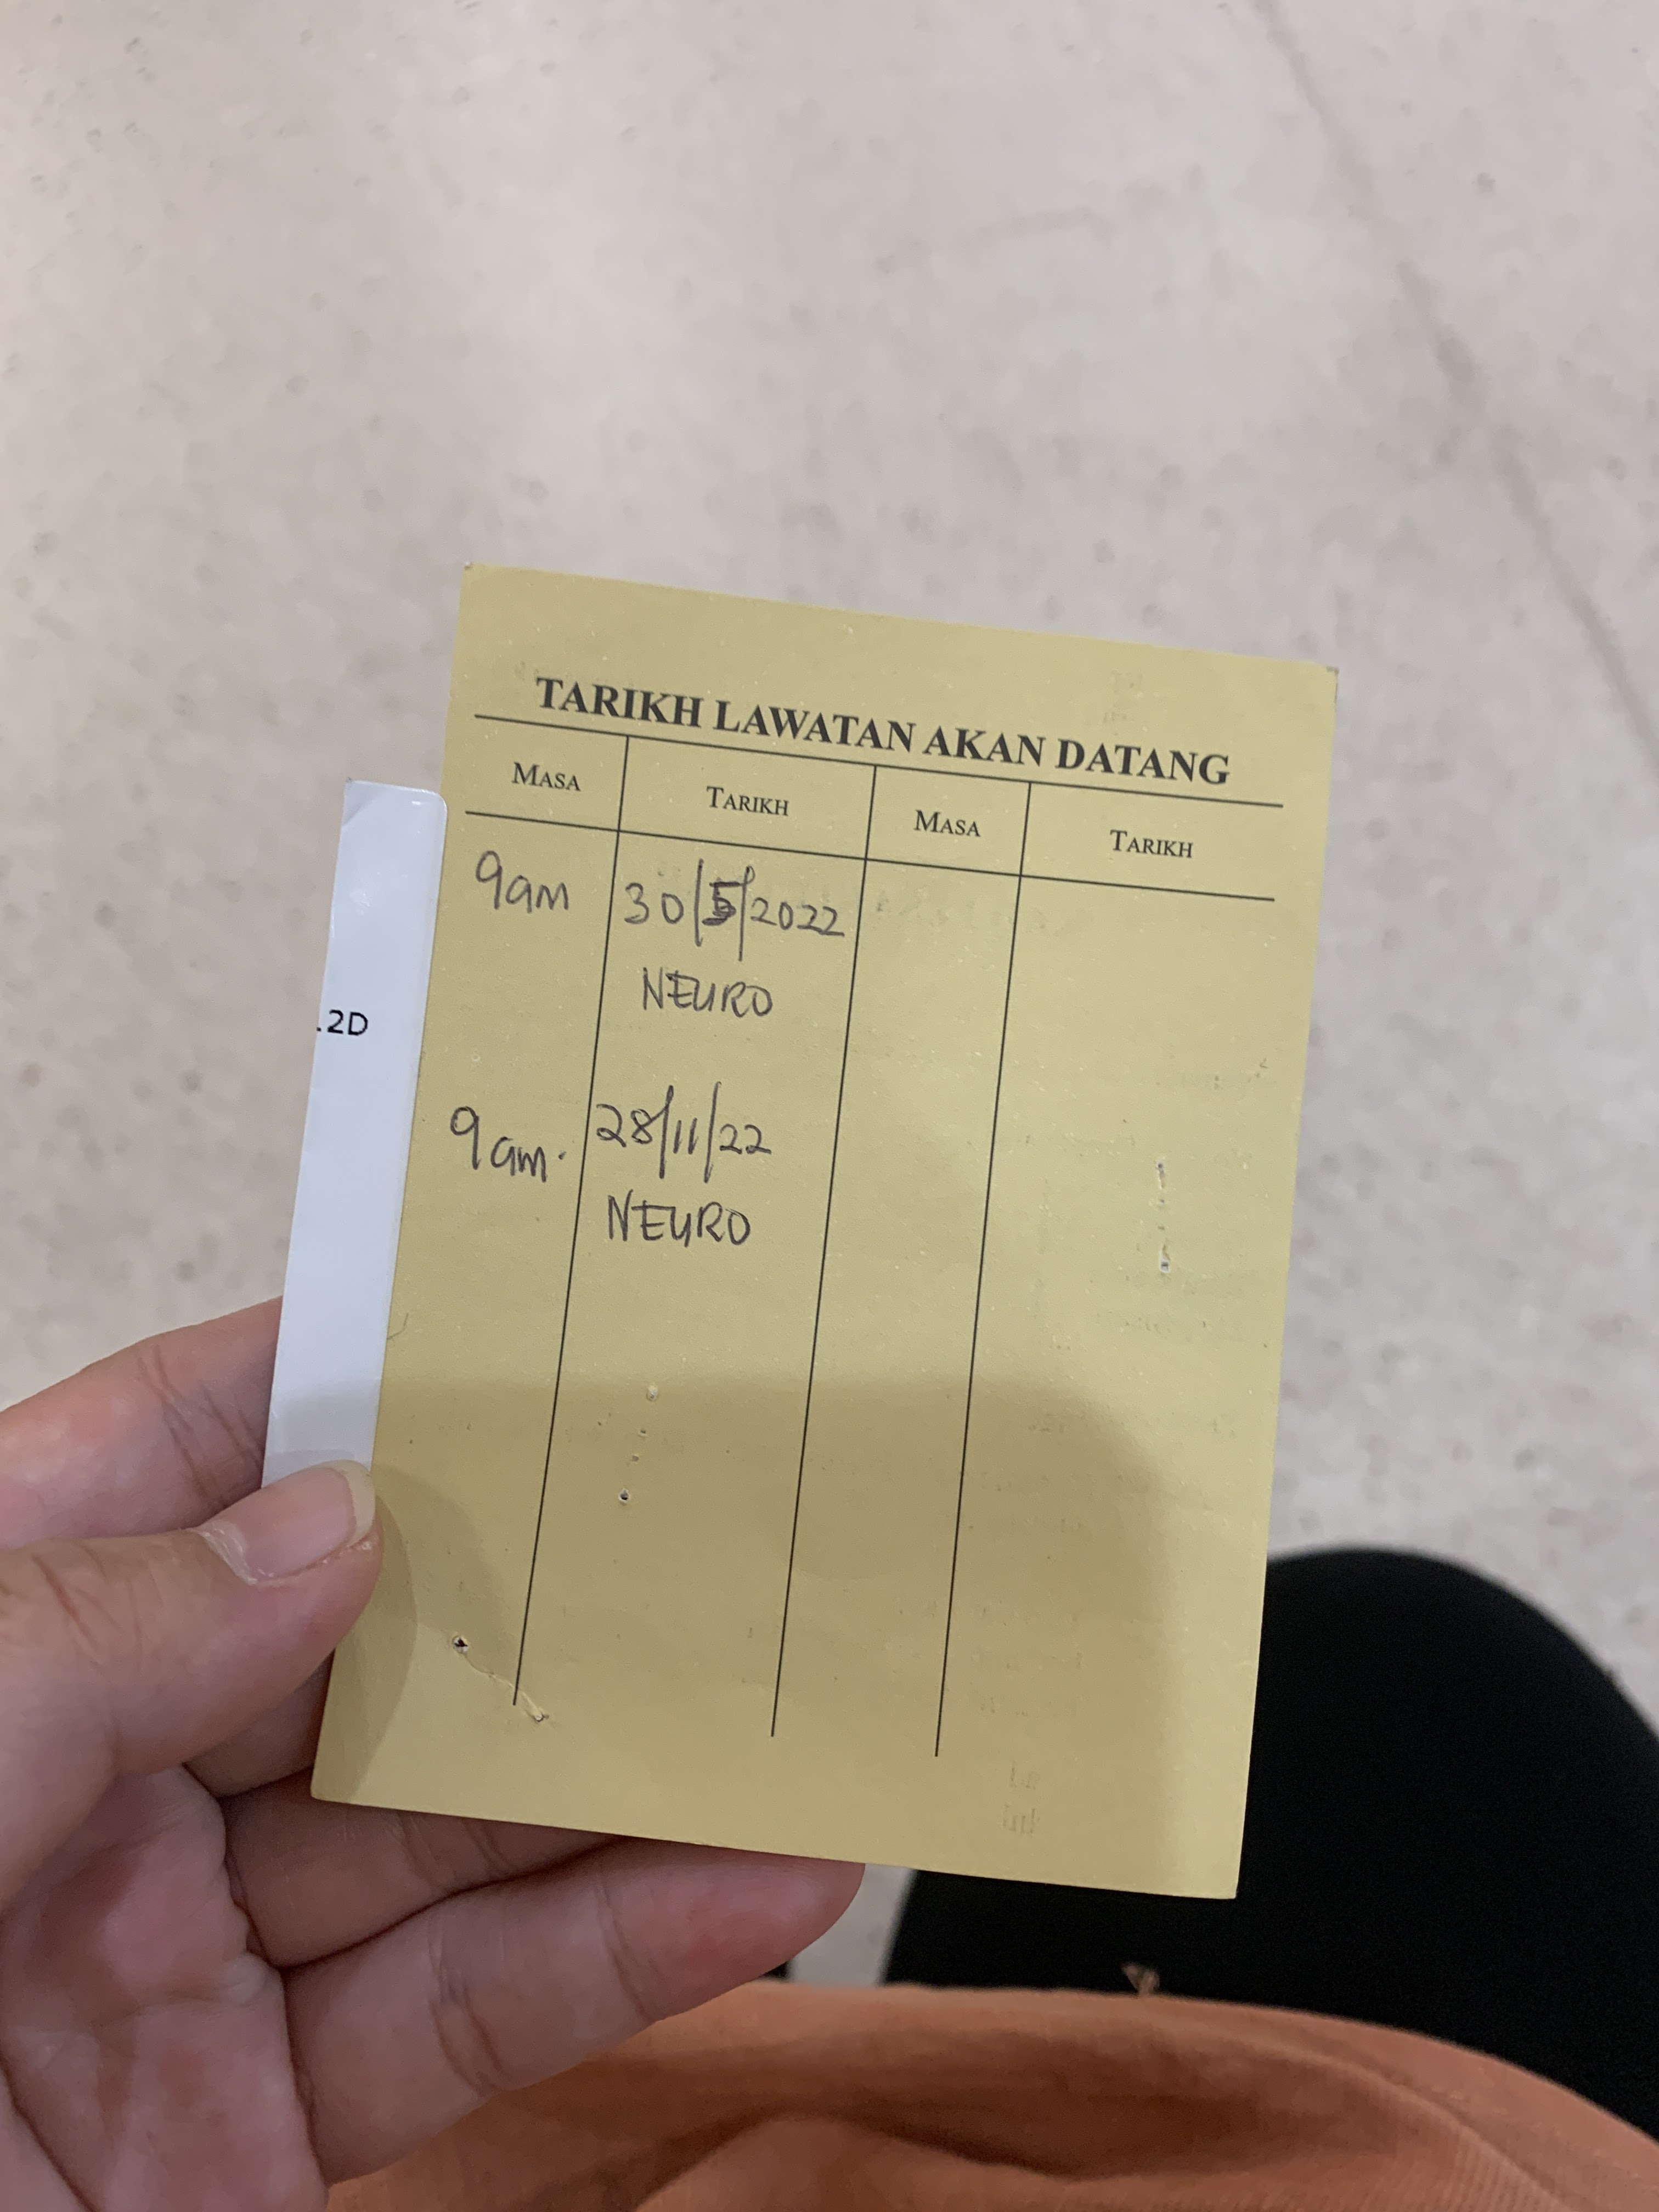 TARIKH LAWATAN AKAN DATANG
MASA TARIKH MASA TARIKH
9am 30/5/2022
NEURO
9am. 28/11/22
NEURO
.2D